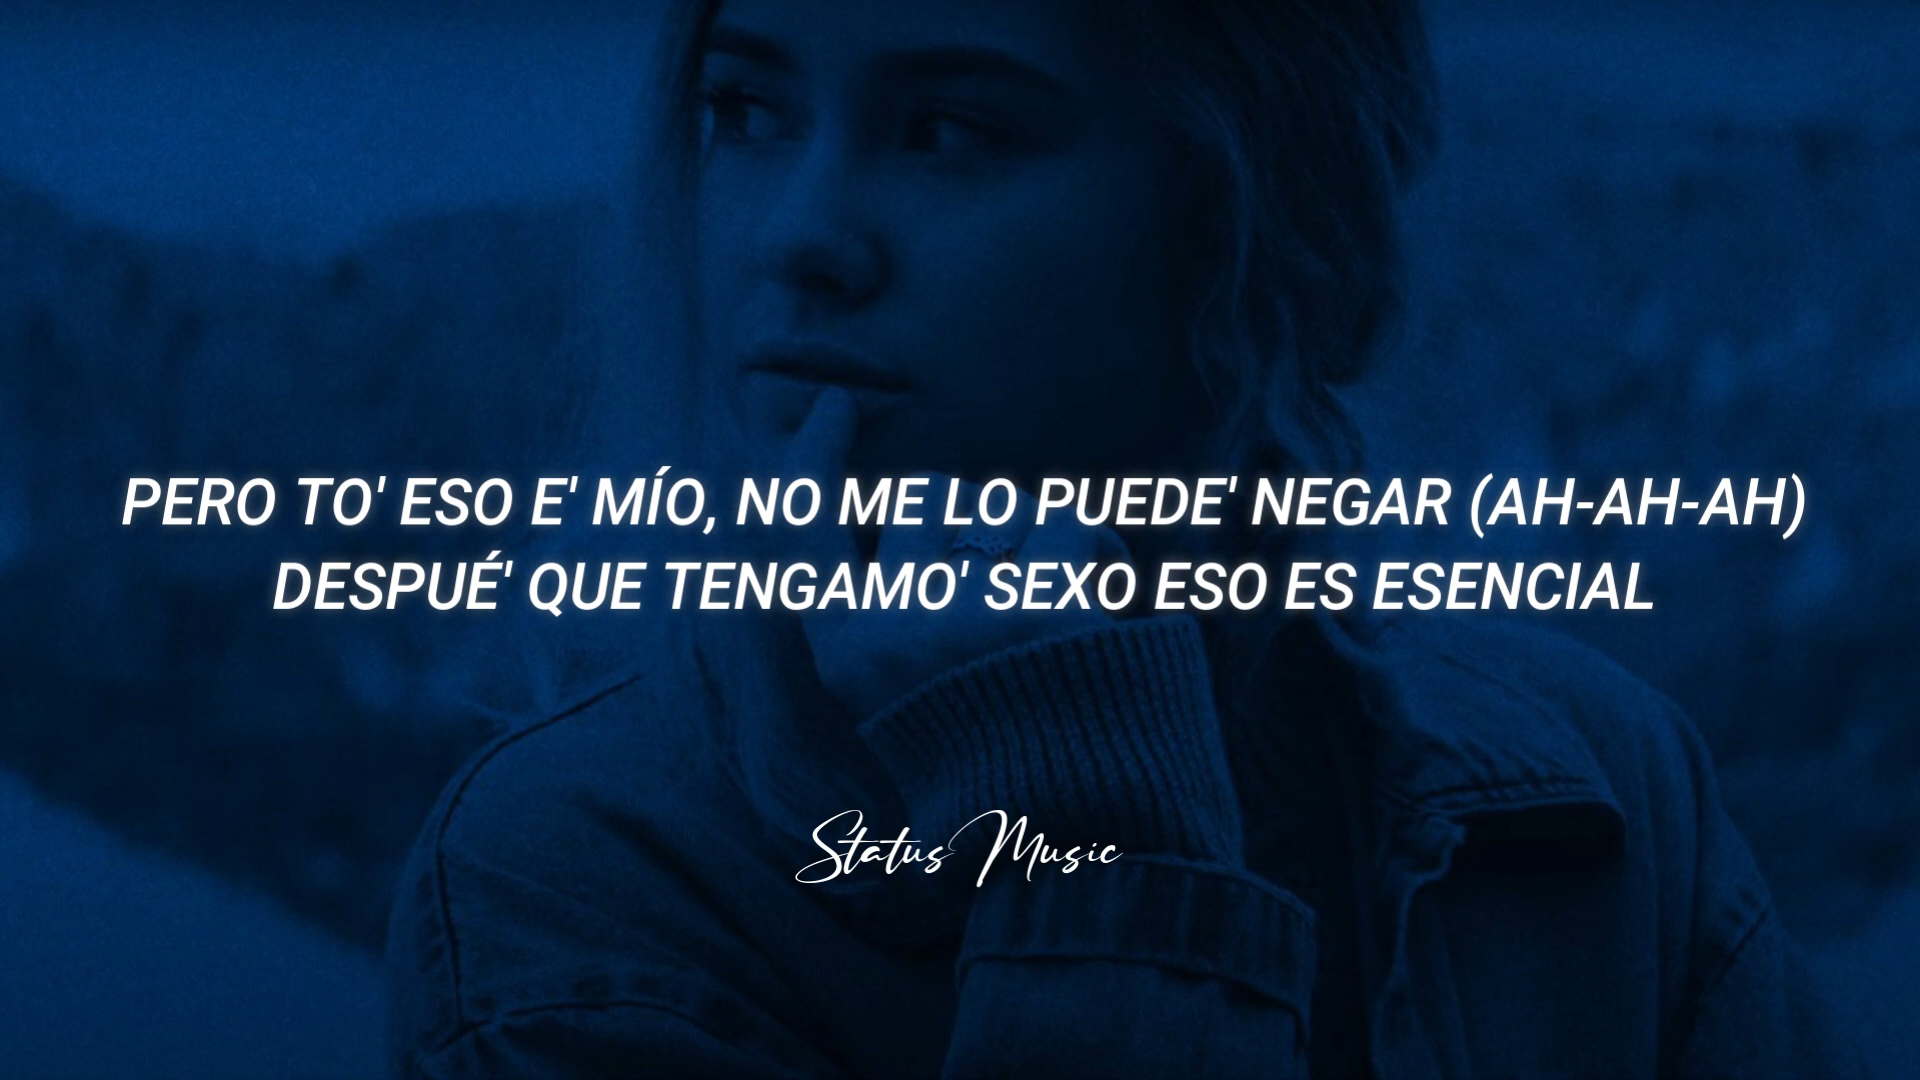 PERO TO' ESO E' MÍO, NO ME LO PUEDE' NEGAR (AH-AH-AH)
DESPUÉ' QUE TENGAMO' SEXO ESO ES ESENCIAL
Status Music